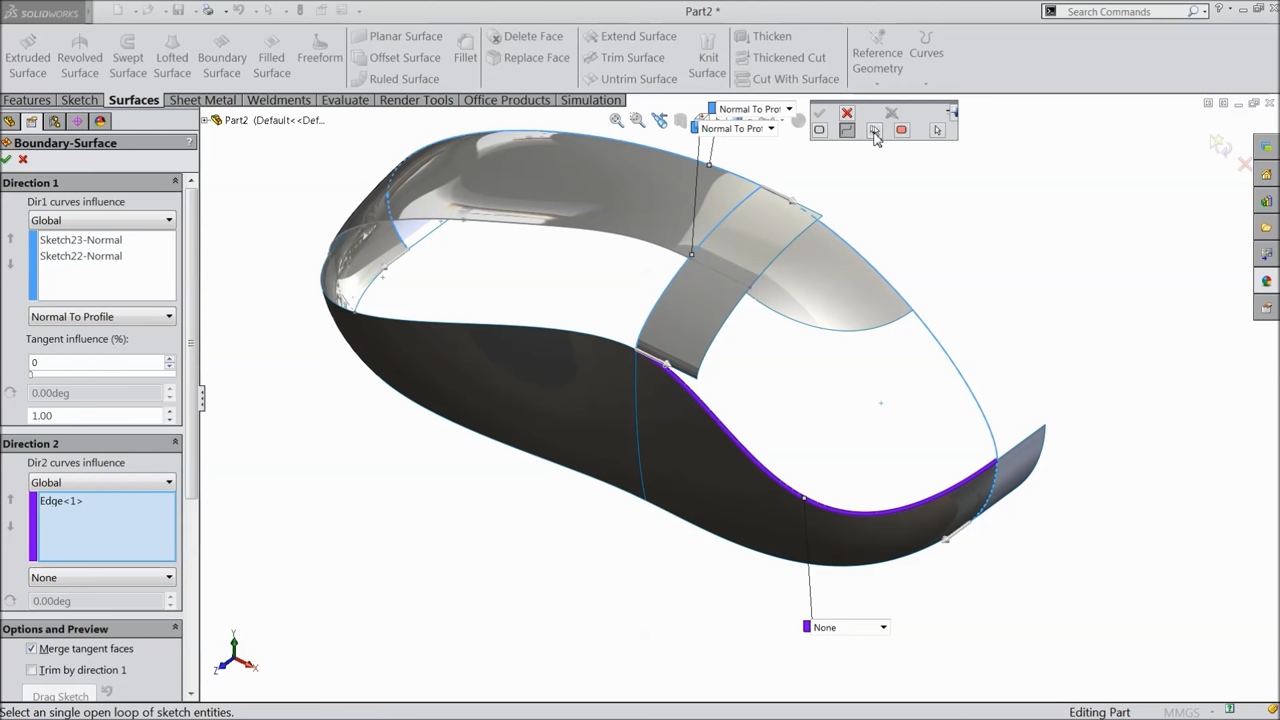 SOLIDWORKS
Part2 *
Search Commands
Extruded Surface
Revolved Surface
Swept Surface
Lofted Surface
Boundary Surface
Filled Surface
Freeform
Planar Surface
Offset Surface
Ruled Surface
Fillet
Delete Face
Replace Face
Extend Surface
Trim Surface
Untrim Surface
Knit Surface
Thicken
Thickened Cut
Cut With Surface
Reference Geometry
Curves
Features
Sketch
Surfaces
Sheet Metal
Weldments
Evaluate
Render Tools
Office Products
Simulation
Part2 (Default<<Def...
Normal To Prof
Normal To Prof
Boundary-Surface
?
Direction 1
Dir1 curves influence
Global
Sketch23-Normal
Sketch22-Normal
Normal To Profile
Tangent influence (%):
0
0.00deg
1.00
Direction 2
Dir2 curves influence
Global
Edge<1>
None
0.00deg
Options and Preview
Merge tangent faces
Trim by direction 1
Drag Sketch
None
Y
Z
X
Select an single open loop of sketch entities.
Editing Part
MMGS